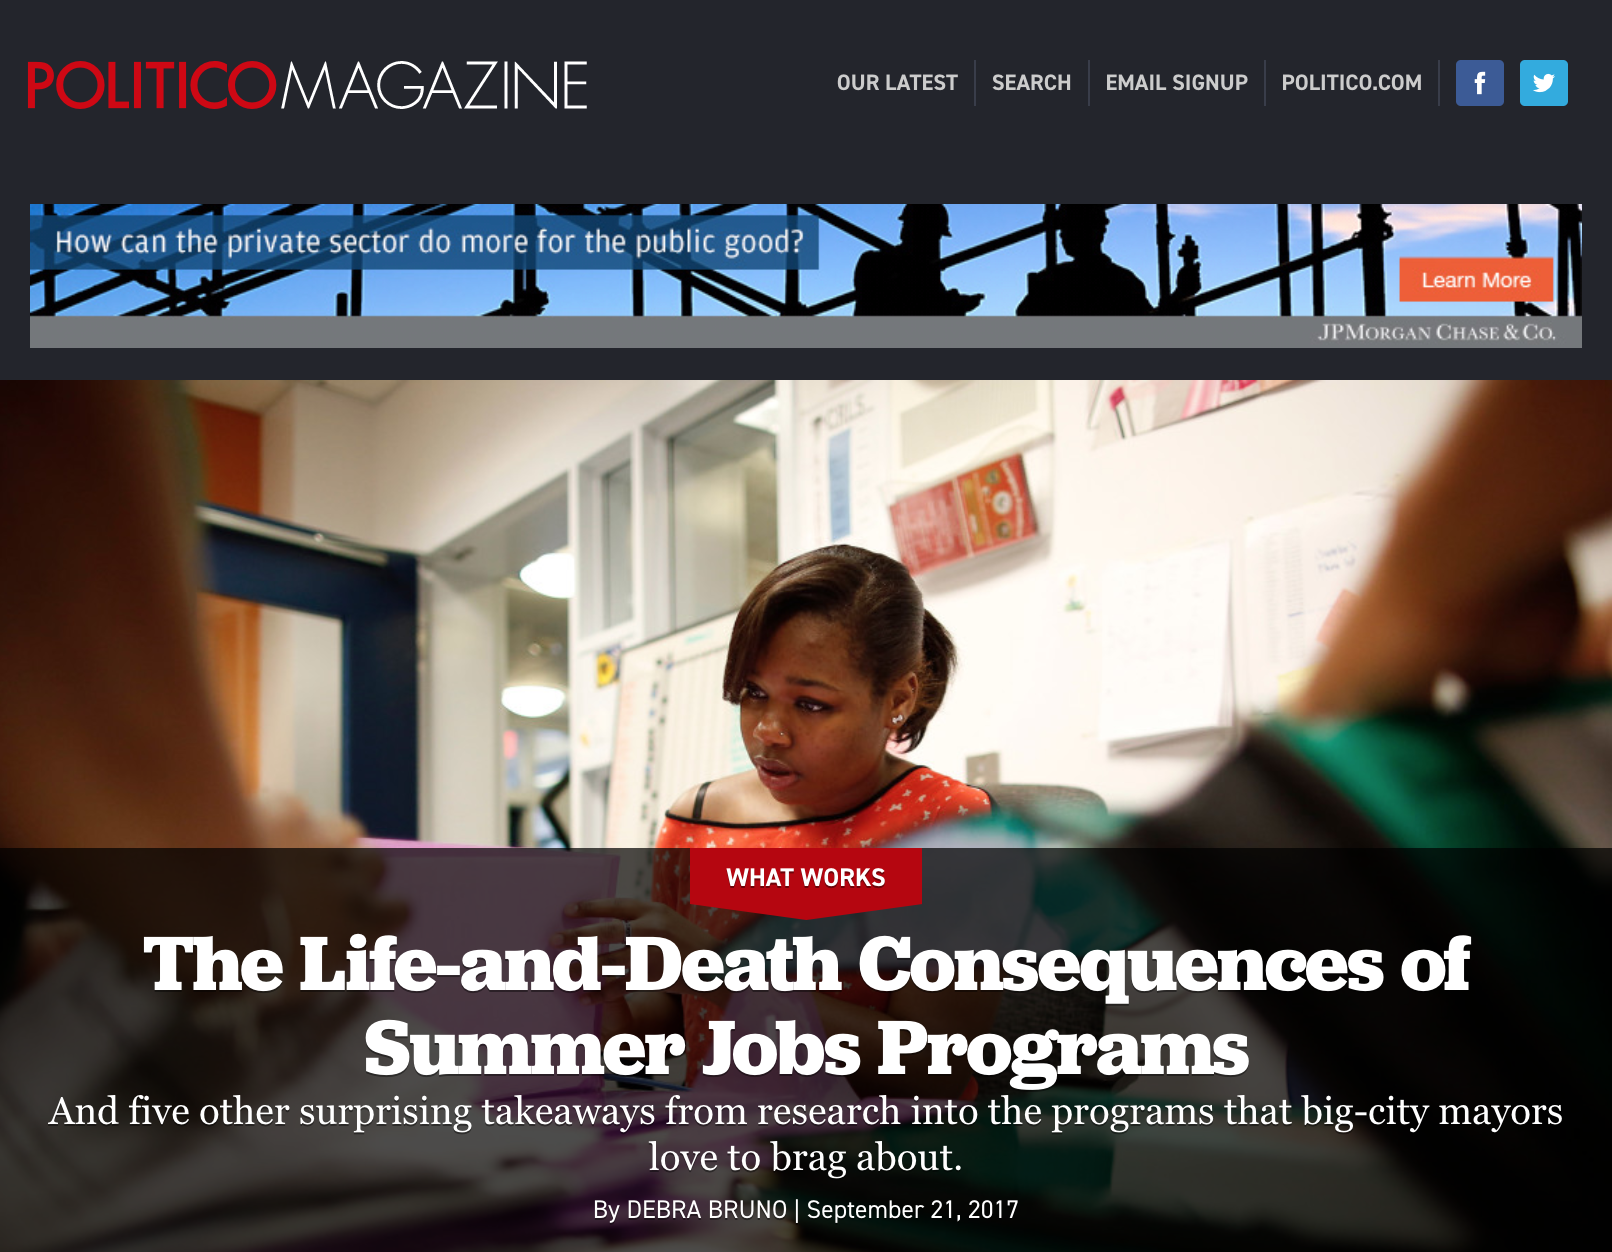 POLITICOMAGAZINE
OUR LATEST
SEARCH
EMAIL SIGNUP
POLITICO.COM
How can the private sector do more for the public good?
Learn More
JPMORGAN CHASE & CO.
WHAT WORKS
The Life-and-Death Consequences of
Summer Jobs Programs
And five other surprising takeaways from research into the programs that big-city mayors
love to brag about.
By DEBRA BRUNO | September 21, 2017